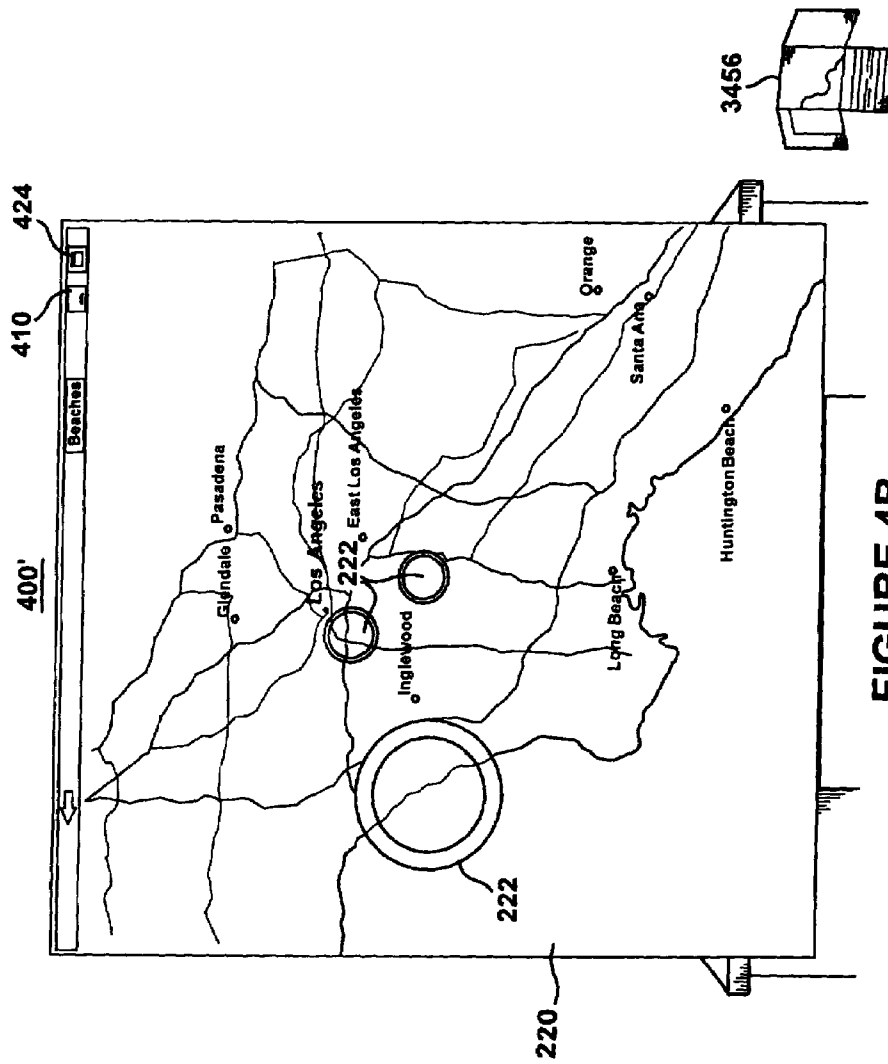 400'
410
424
Beaches
Glendale
Pasadena
Los Angeles
222
East Los Angeles
Inglewood
Orange
Santa Ana
Long Beach
Huntington Beach
222
220
3456
FIGURE 4B